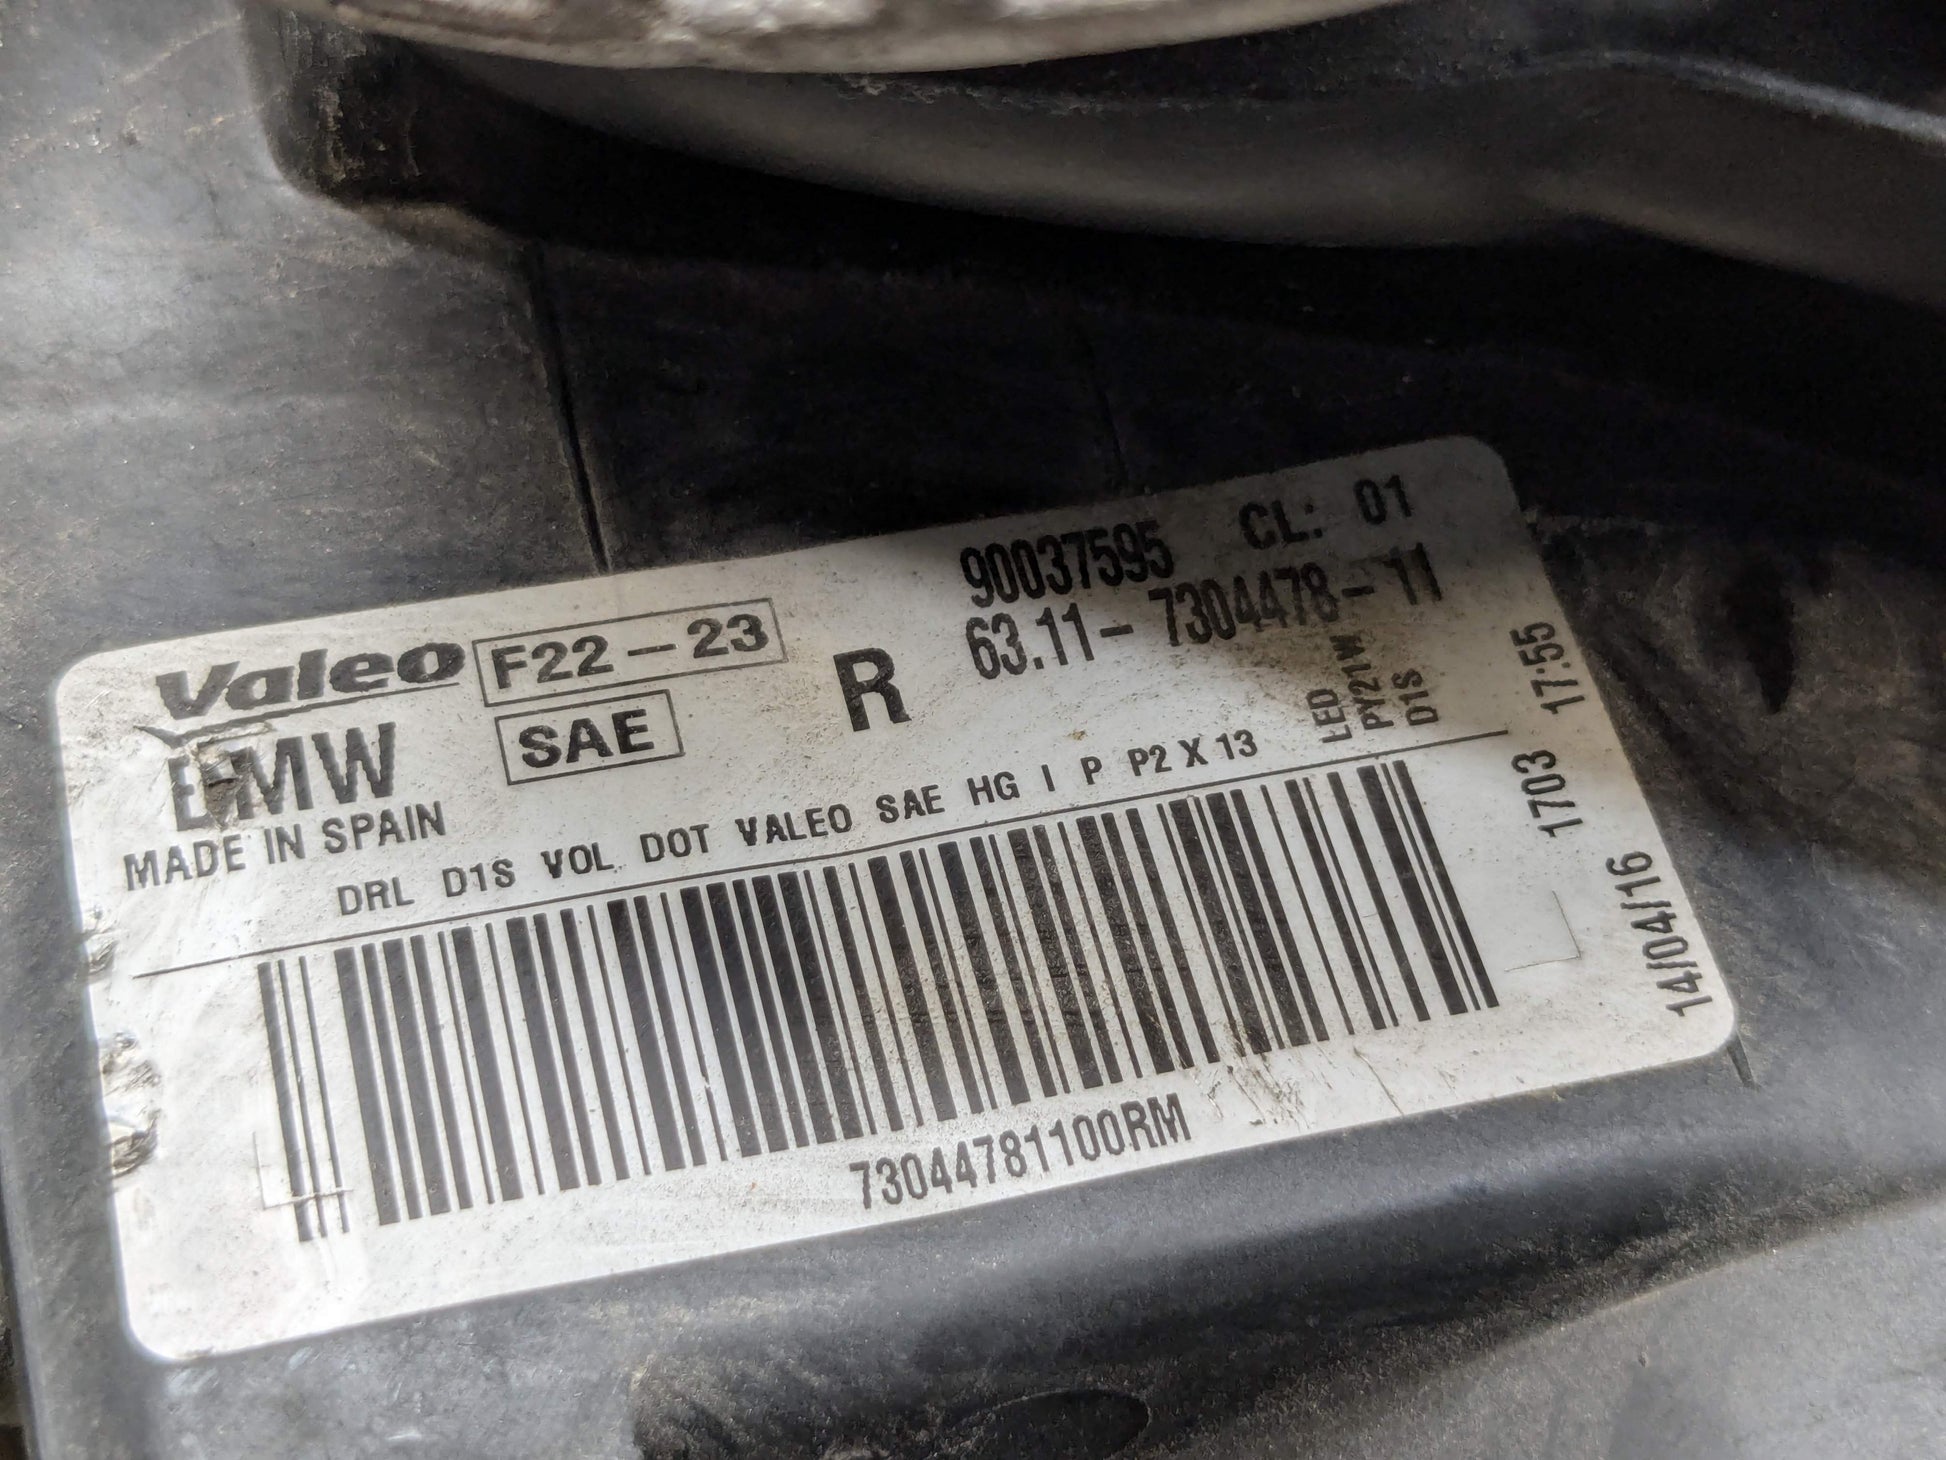 Valeo F22-23 90037595 CL: 01
BMW SAE R 63.11-7304478-11
MADE IN SPAIN
LED
PY21W
D1S
DRL D1S VOL DOT VALEO SAE HG I P P2 X 13
73044781100RM
1703 17:55
14/04/16